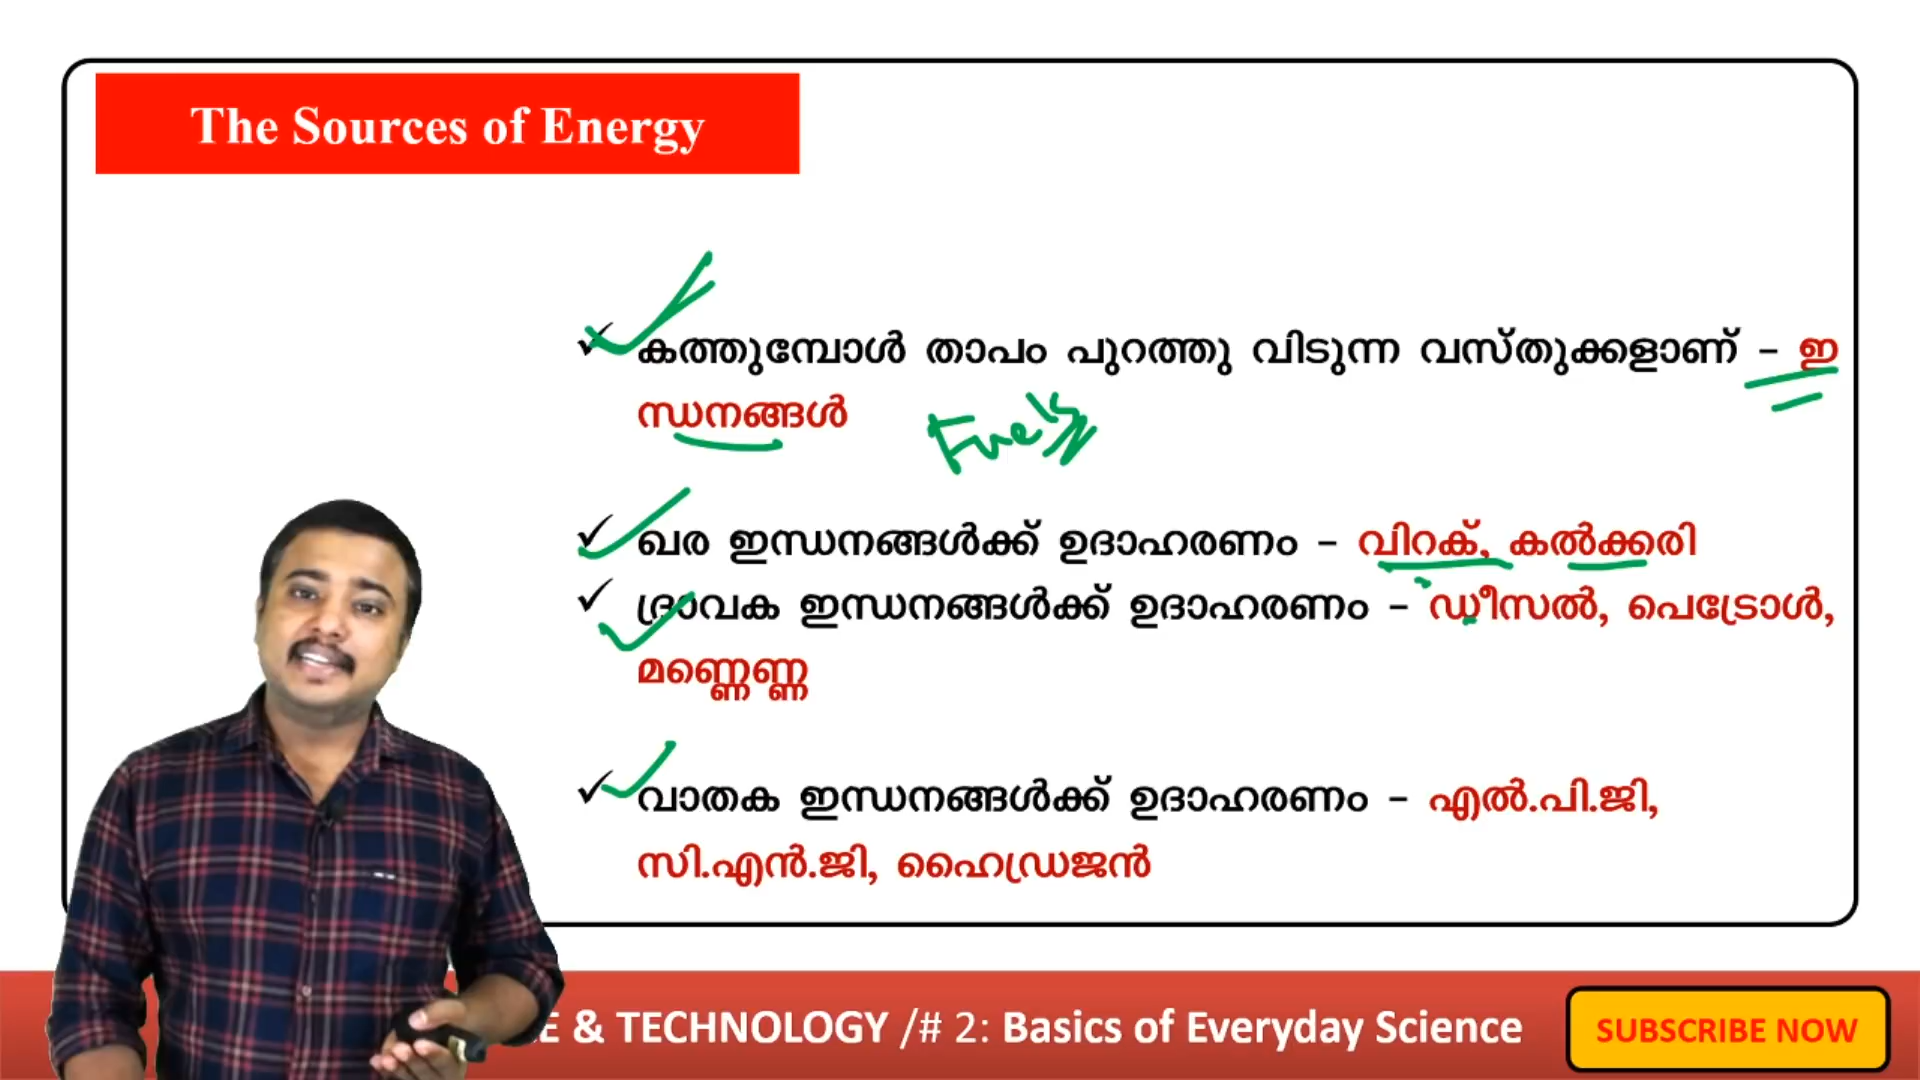 The Sources of Energy
കത്തുമ്പോൾ താപം പുറത്തു വിടുന്ന വസ്തുക്കളാണ് – ഇ
ന്ധനങ്ങൾ
Fuels
ഖര ഇന്ധനങ്ങൾക്ക് ഉദാഹരണം – വിറക്, കൽക്കരി
ദ്രാവക ഇന്ധനങ്ങൾക്ക് ഉദാഹരണം – ഡീസൽ, പെട്രോൾ,
മണ്ണെണ്ണ
വാതക ഇന്ധനങ്ങൾക്ക് ഉദാഹരണം – എൽ.പി.ജി,
സി.എൻ.ജി, ഹൈഡ്രജൻ
E & TECHNOLOGY /# 2: Basics of Everyday Science
SUBSCRIBE NOW